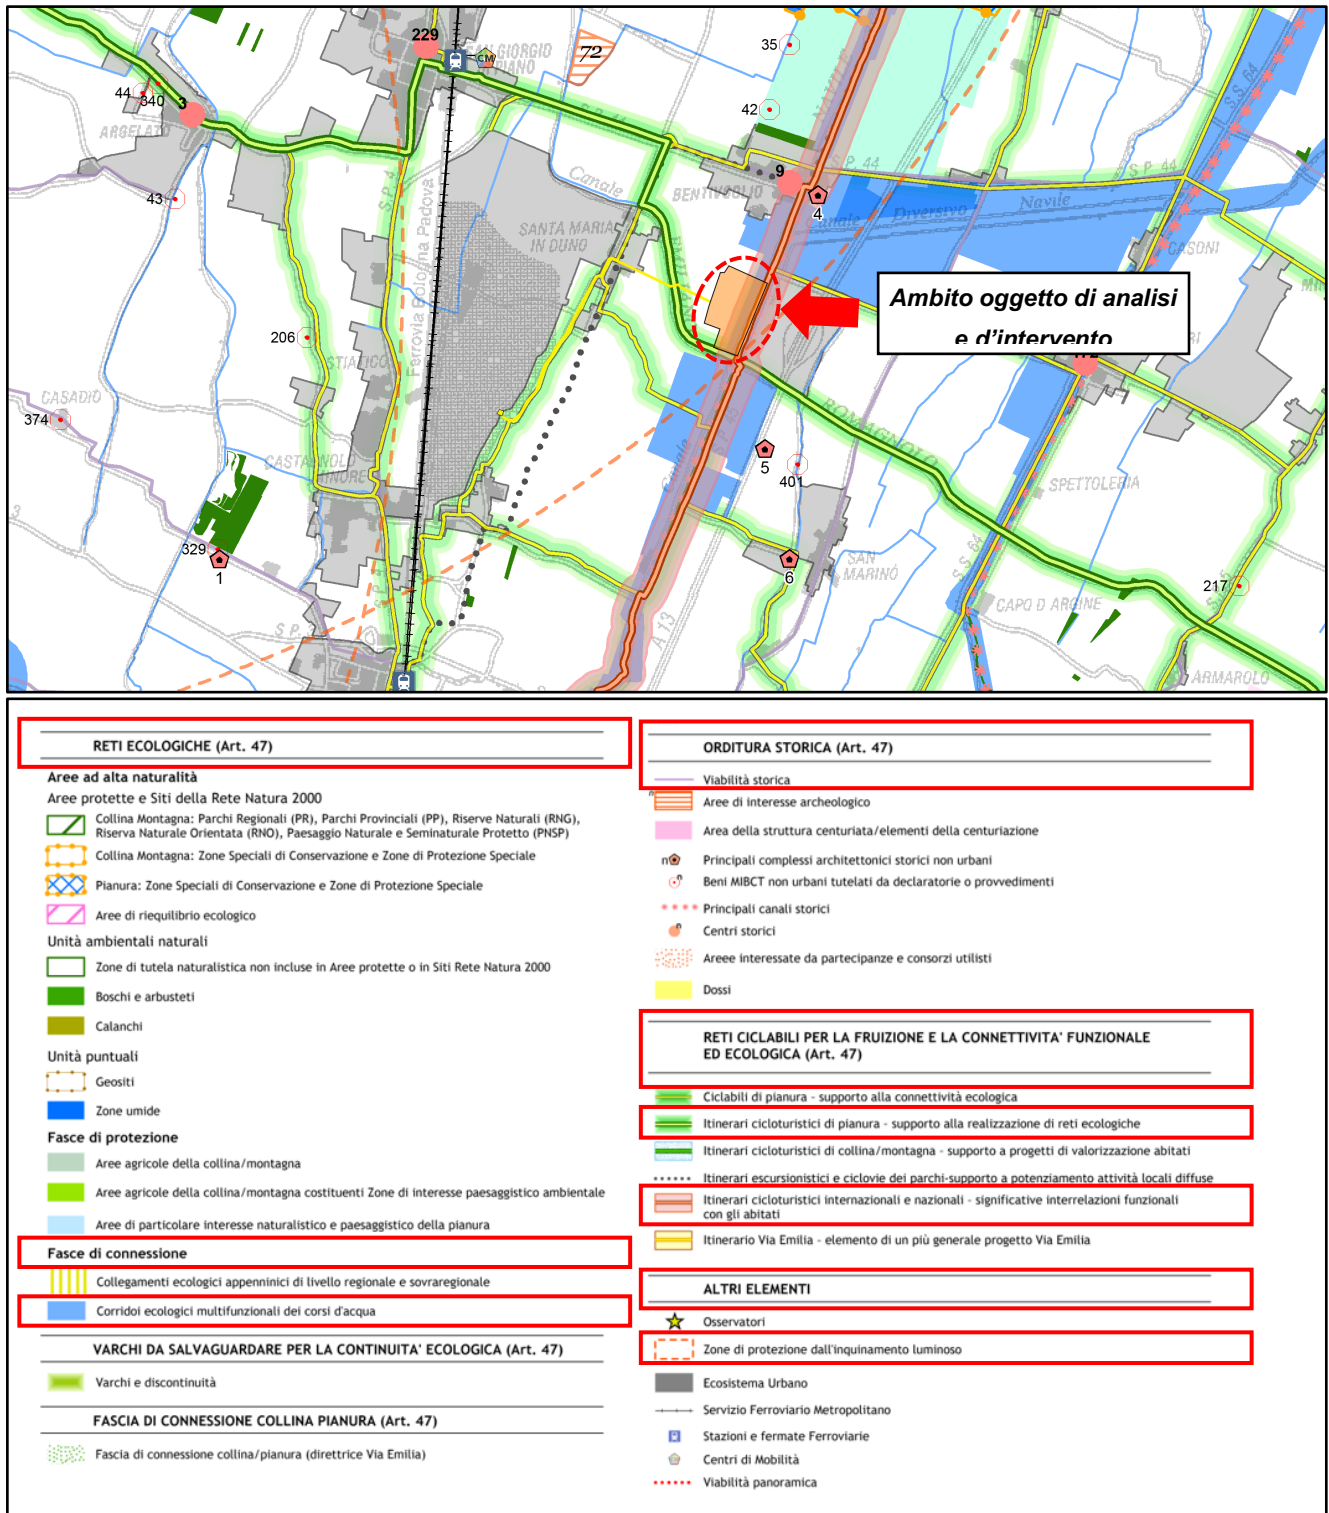 229
SAN GIORGIO
DI PIANO
CM
72
35
44
340
3
ARGELATO
42
S.P. 44
S.S. 64
9
BENTIVOGLIO
4
43
S.P. 4
Canale
SANTA MARIA
IN DUNO
Canale Diversivo Navile
CASONI
Ferrovia Bologna Padova
Ambito oggetto di analisi
e d'intervento
206
STIATICO
CASADIO
374
ROMAGNOLO
CASTAGNOLO
MINORE
5
401
SPETTOLERIA
329
1
6
SAN
MARINO
S.S. 64
CAPO D ARGINE
217
A 13
S.P.
ARMAROLO
RETI ECOLOGICHE (Art. 47)
Aree ad alta naturalità
Aree protette e Siti della Rete Natura 2000
Collina Montagna: Parchi Regionali (PR), Parchi Provinciali (PP), Riserve Naturali (RNG),
Riserva Naturale Orientata (RNO), Paesaggio Naturale e Seminaturale Protetto (PNSP)
Collina Montagna: Zone Speciali di Conservazione e Zone di Protezione Speciale
Pianura: Zone Speciali di Conservazione e Zone di Protezione Speciale
Aree di riequilibrio ecologico
Unità ambientali naturali
Zone di tutela naturalistica non incluse in Aree protette o in Siti Rete Natura 2000
Boschi e arbusteti
Calanchi
Unità puntuali
Geositi
Zone umide
Fasce di protezione
Aree agricole della collina/montagna
Aree agricole della collina/montagna costituenti Zone di interesse paesaggistico ambientale
Aree di particolare interesse naturalistico e paesaggistico della pianura
Fasce di connessione
Collegamenti ecologici appenninici di livello regionale e sovraregionale
Corridoi ecologici multifunzionali dei corsi d'acqua
VARCHI DA SALVAGUARDARE PER LA CONTINUITA' ECOLOGICA (Art. 47)
Varchi e discontinuità
FASCIA DI CONNESSIONE COLLINA PIANURA (Art. 47)
Fascia di connessione collina/pianura (direttrice Via Emilia)
ORDITURA STORICA (Art. 47)
Viabilità storica
n Aree di interesse archeologico
Area della struttura centuriata/elementi della centuriazione
n Principali complessi architettonici storici non urbani
n Beni MIBCT non urbani tutelati da declaratorie o provvedimenti
Principali canali storici
n Centri storici
Areee interessate da partecipanze e consorzi utilisti
Dossi
RETI CICLABILI PER LA FRUIZIONE E LA CONNETTIVITA' FUNZIONALE
ED ECOLOGICA (Art. 47)
Ciclabili di pianura - supporto alla connettività ecologica
Itinerari cicloturistici di pianura - supporto alla realizzazione di reti ecologiche
Itinerari cicloturistici di collina/montagna - supporto a progetti di valorizzazione abitati
Itinerari escursionistici e ciclovie dei parchi-supporto a potenziamento attività locali diffuse
Itinerari cicloturistici internazionali e nazionali - significative interrelazioni funzionali
con gli abitati
Itinerario Via Emilia - elemento di un più generale progetto Via Emilia
ALTRI ELEMENTI
Osservatori
Zone di protezione dall'inquinamento luminoso
Ecosistema Urbano
Servizio Ferroviario Metropolitano
Stazioni e fermate Ferroviarie
Centri di Mobilità
Viabilità panoramica